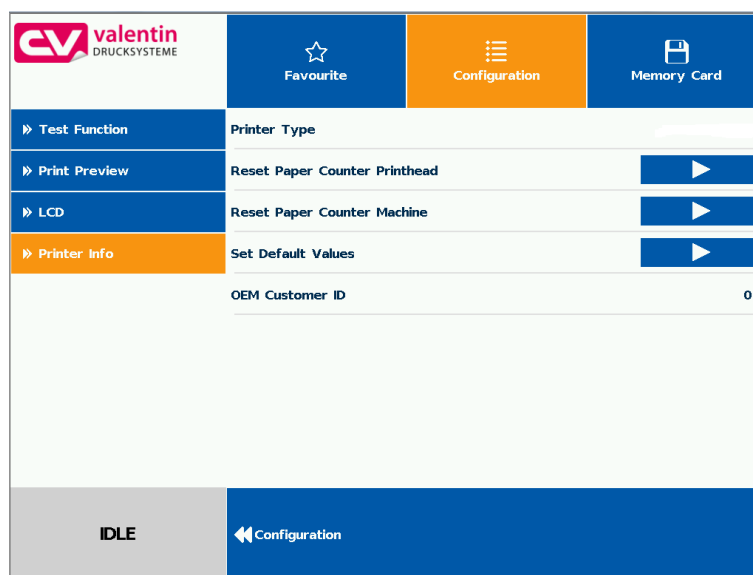 valentin
DRUCKSYSTEME
Favourite
Configuration
Memory Card
Test Function
Printer Type
Print Preview
Reset Paper Counter Printhead
LCD
Reset Paper Counter Machine
Printer Info
Set Default Values
OEM Customer ID 0
IDLE
Configuration